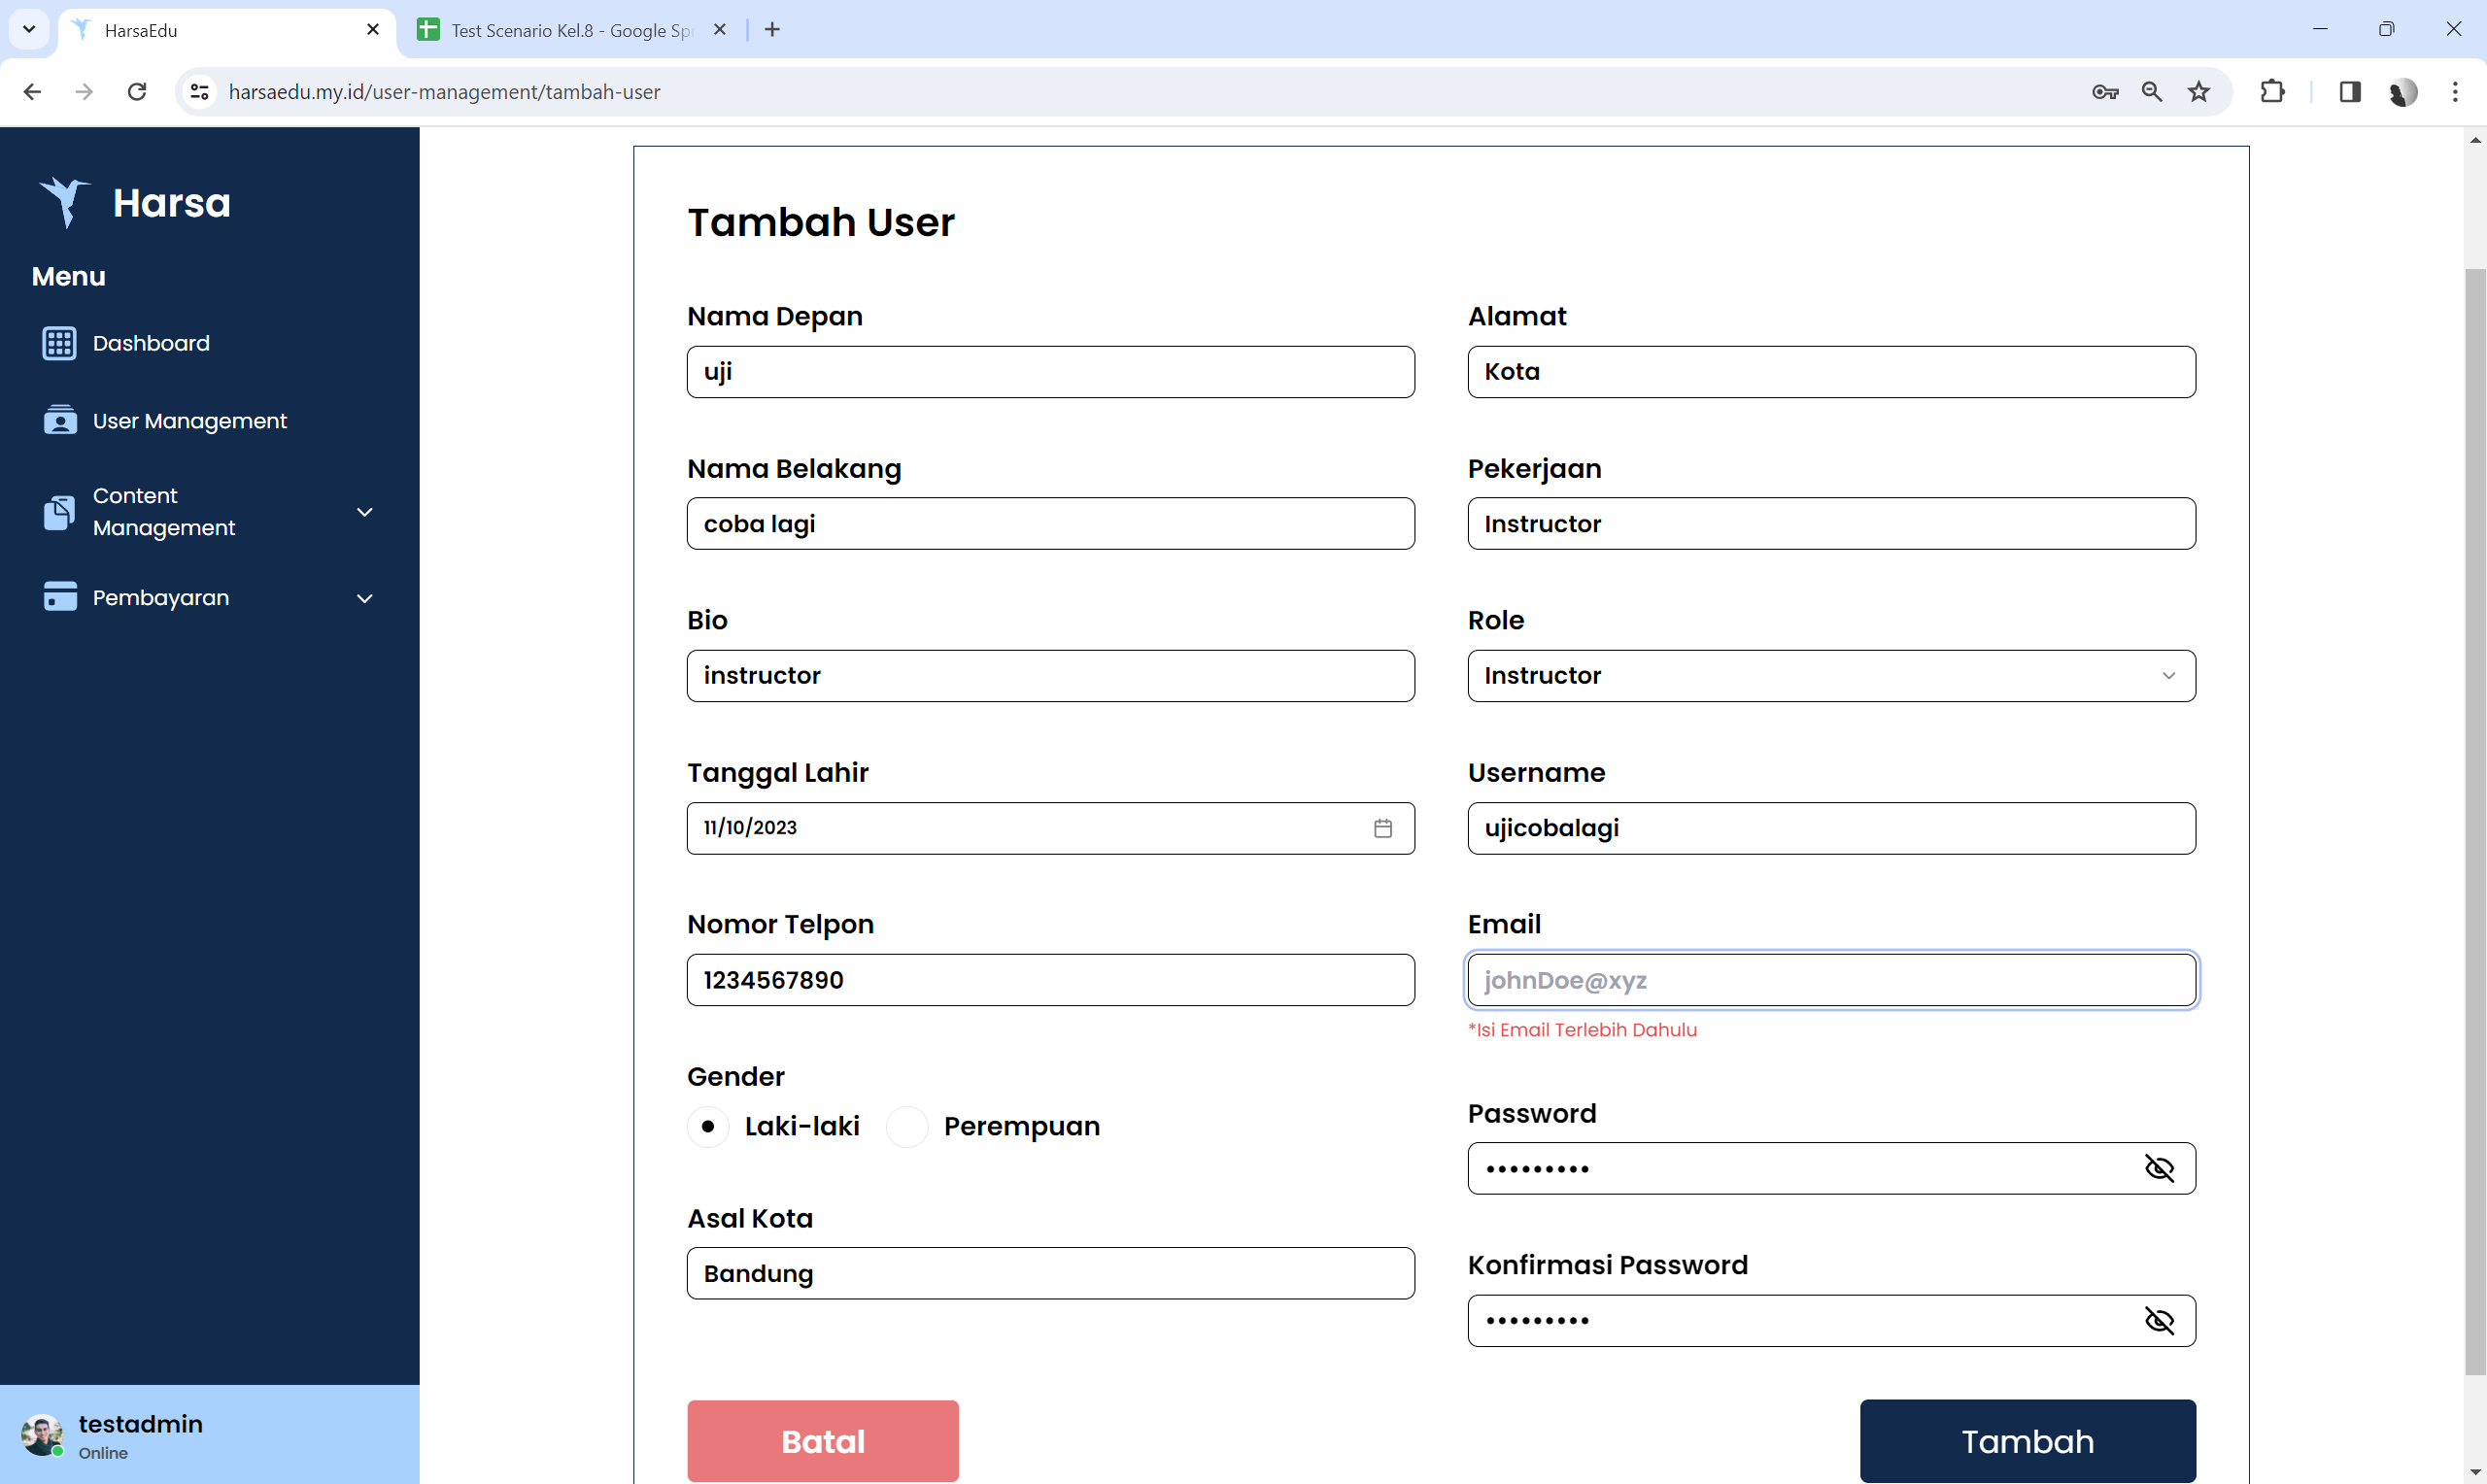 HarsaEdu
Test Scenario Kel.8 - Google Spr
harsaedu.my.id/user-management/tambah-user
Harsa
Menu
Dashboard
User Management
Content
Management
Pembayaran
testadmin
Online
Tambah User
Nama Depan
uji
Nama Belakang
coba lagi
Bio
instructor
Tanggal Lahir
11/10/2023
Nomor Telpon
1234567890
Gender
Laki-laki
Perempuan
Asal Kota
Bandung
Alamat
Kota
Pekerjaan
Instructor
Role
Instructor
Username
ujicobalagi
Email
johnDoe@xyz
*Isi Email Terlebih Dahulu
Password
•••••••••
Konfirmasi Password
•••••••••
Batal
Tambah